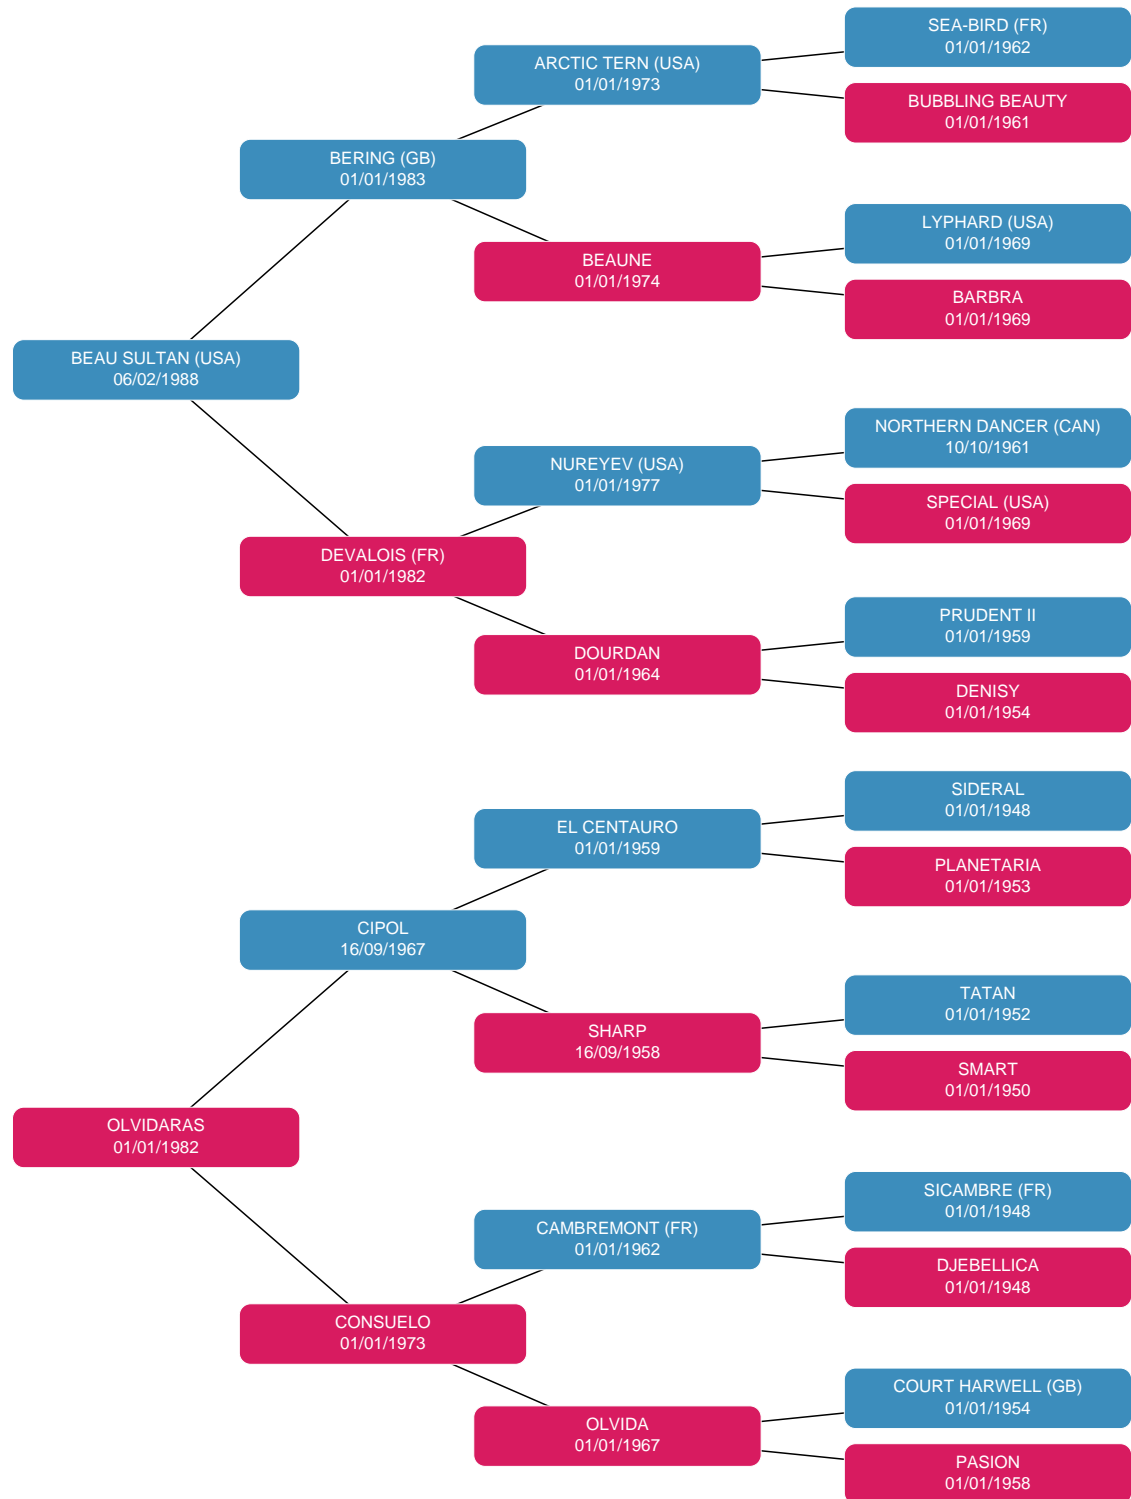 SEA-BIRD (FR)
01/01/1962
ARCTIC TERN (USA)
01/01/1973
BUBBLING BEAUTY
01/01/1961
BERING (GB)
01/01/1983
LYPHARD (USA)
01/01/1969
BEAUNE
01/01/1974
BARBRA
01/01/1969
BEAU SULTAN (USA)
06/02/1988
NORTHERN DANCER (CAN)
10/10/1961
NUREYEV (USA)
01/01/1977
SPECIAL (USA)
01/01/1969
DEVALOIS (FR)
01/01/1982
PRUDENT II
01/01/1959
DOURDAN
01/01/1964
DENISY
01/01/1954
SIDERAL
01/01/1948
EL CENTAURO
01/01/1959
PLANETARIA
01/01/1953
CIPOL
16/09/1967
TATAN
01/01/1952
SHARP
16/09/1958
SMART
01/01/1950
OLVIDARAS
01/01/1982
SICAMBRE (FR)
01/01/1948
CAMBREMONT (FR)
01/01/1962
DJEBELLICA
01/01/1948
CONSUELO
01/01/1973
COURT HARWELL (GB)
01/01/1954
OLVIDA
01/01/1967
PASION
01/01/1958